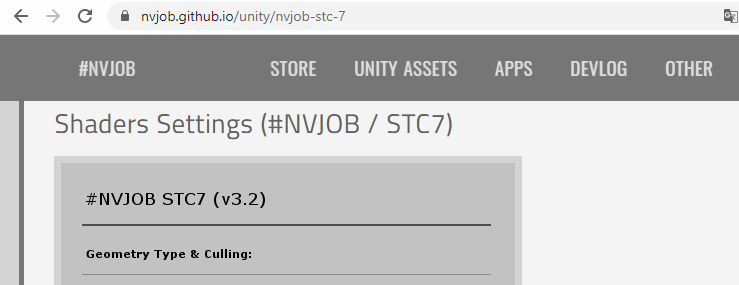 nvjob.github.io/unity/nvjob-stc-7
#NVJOB STORE UNITY ASSETS APPS DEVLOG OTHER
Shaders Settings (#NVJOB / STC7)
#NVJOB STC7 (v3.2)
Geometry Type & Culling: